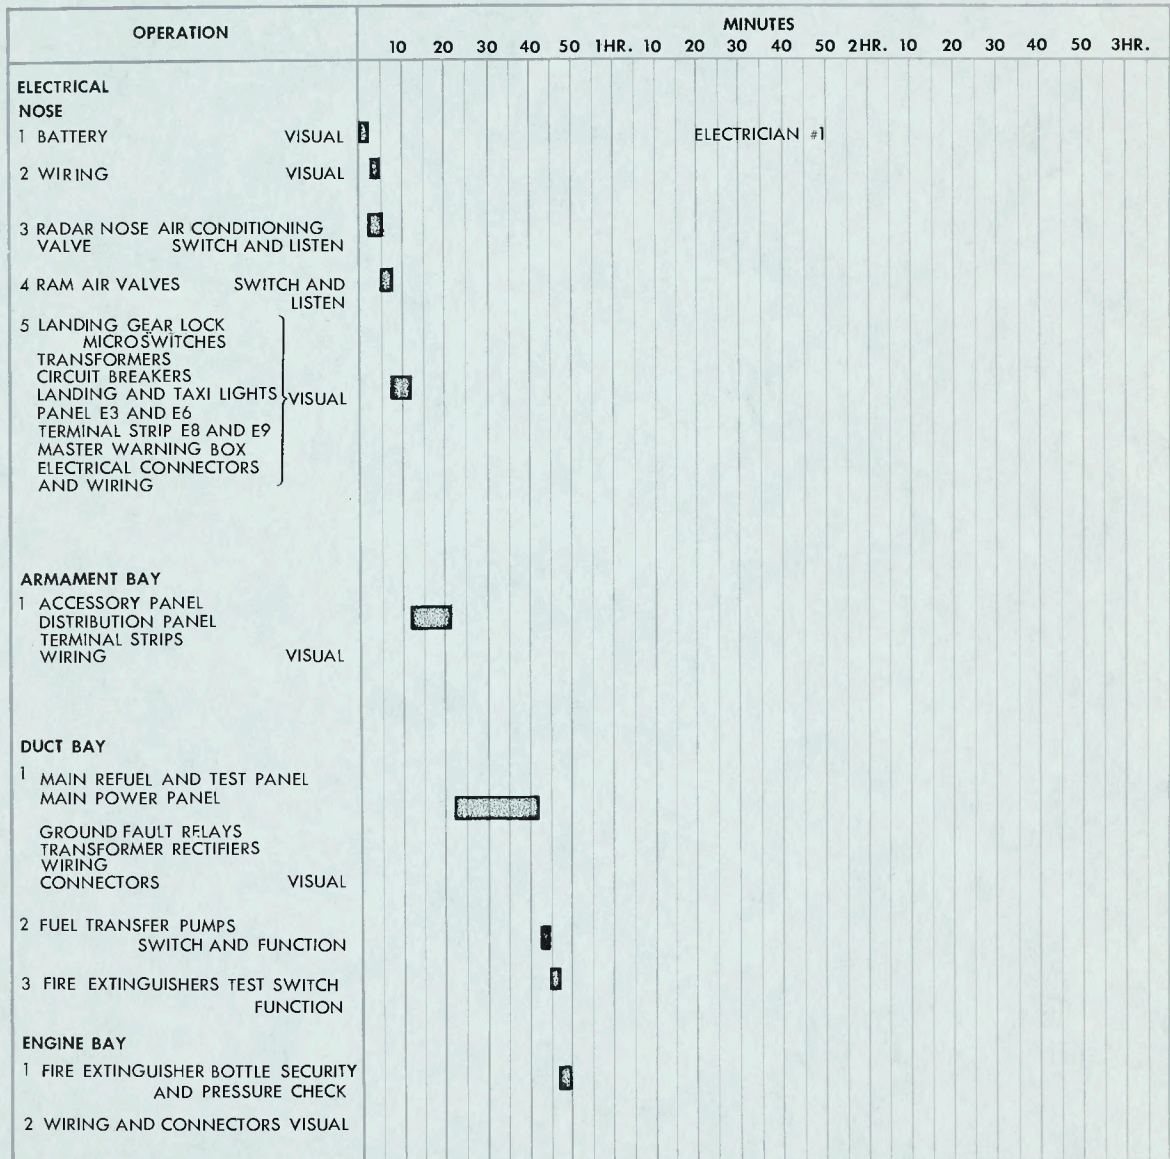 OPERATION
MINUTES
10 20 30 40 50 1HR. 10 20 30 40 50 2HR. 10 20 30 40 50 3HR.
ELECTRICAL
NOSE
1 BATTERY VISUAL
ELECTRICIAN #1
2 WIRING VISUAL
3 RADAR NOSE AIR CONDITIONING
VALVE SWITCH AND LISTEN
4 RAM AIR VALVES SWITCH AND
LISTEN
5 LANDING GEAR LOCK
MICROSWITCHES
TRANSFORMERS
CIRCUIT BREAKERS
LANDING AND TAXI LIGHTS VISUAL
PANEL E3 AND E6
TERMINAL STRIP E8 AND E9
MASTER WARNING BOX
ELECTRICAL CONNECTORS
AND WIRING
ARMAMENT BAY
1 ACCESSORY PANEL
DISTRIBUTION PANEL
TERMINAL STRIPS
WIRING VISUAL
DUCT BAY
1 MAIN REFUEL AND TEST PANEL
MAIN POWER PANEL
GROUND FAULT RELAYS
TRANSFORMER RECTIFIERS
WIRING
CONNECTORS VISUAL
2 FUEL TRANSFER PUMPS
SWITCH AND FUNCTION
3 FIRE EXTINGUISHERS TEST SWITCH
FUNCTION
ENGINE BAY
1 FIRE EXTINGUISHER BOTTLE SECURITY
AND PRESSURE CHECK
2 WIRING AND CONNECTORS VISUAL